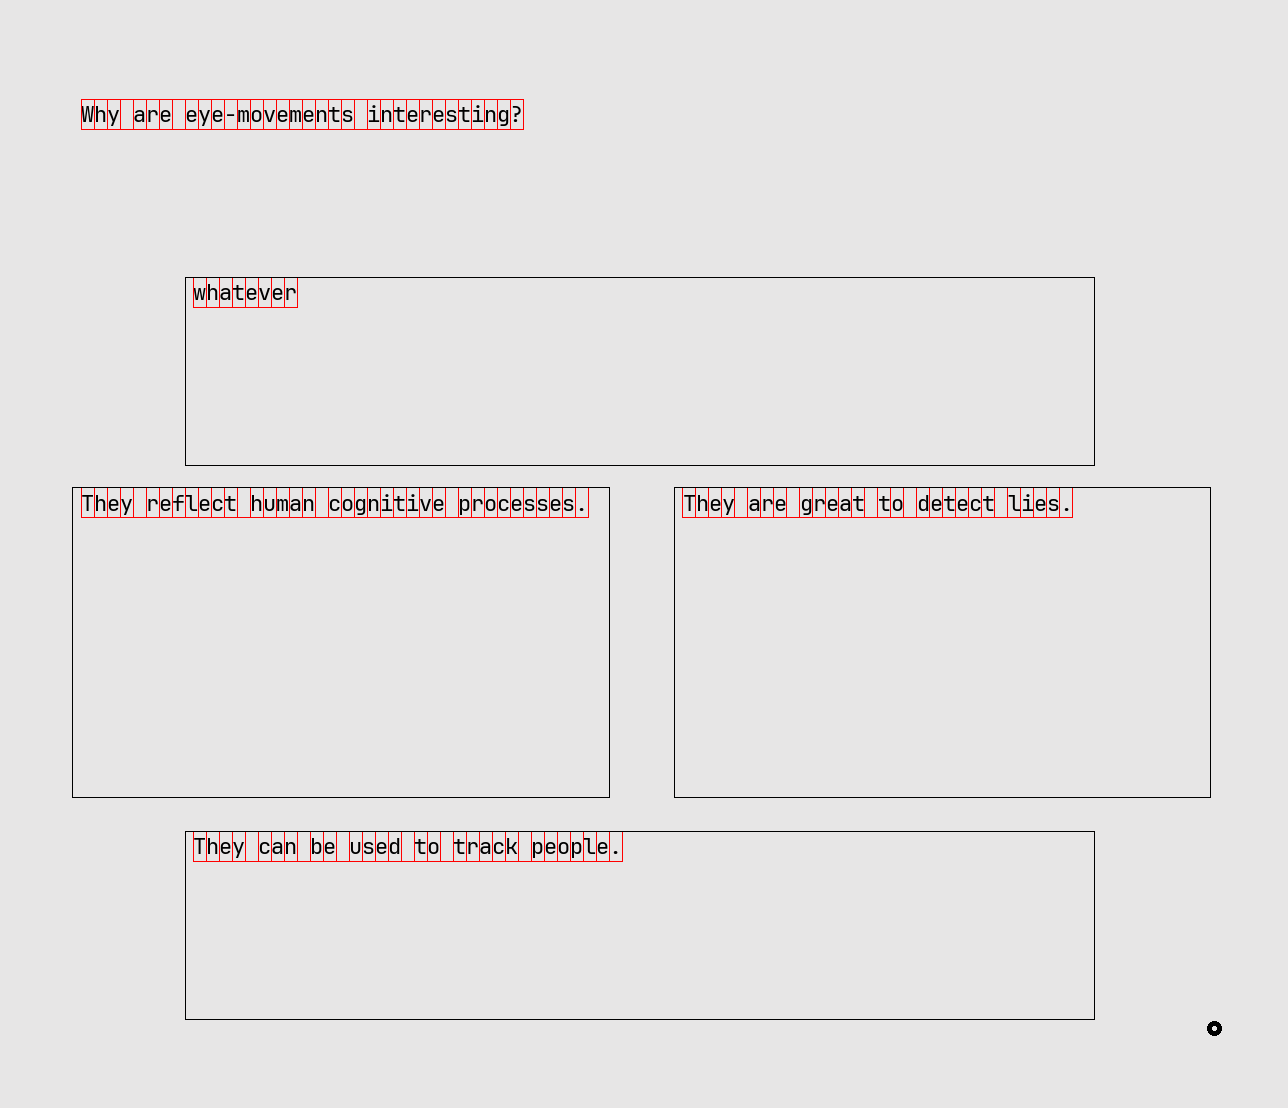 Why are eye-movements interesting?
whatever
They reflect human cognitive processes.
They are great to detect lies.
They can be used to track people.